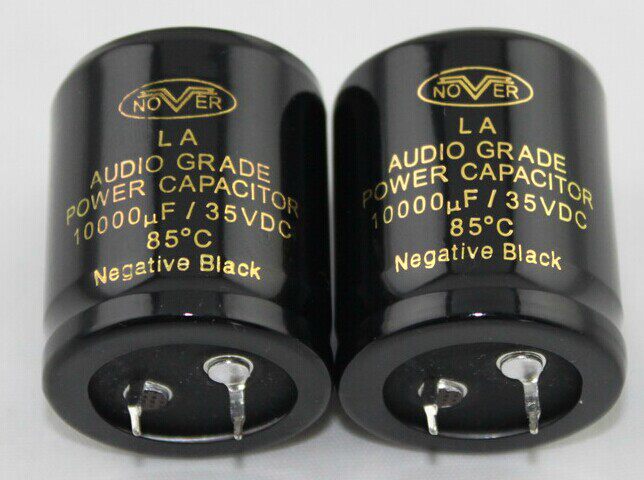 NOVER
LA
AUDIO GRADE
POWER CAPACITOR
10000µF / 35VDC
85°C
Negative Black
NOVER
LA
AUDIO GRADE
POWER CAPACITOR
10000µF / 35VDC
85°C
Negative Black